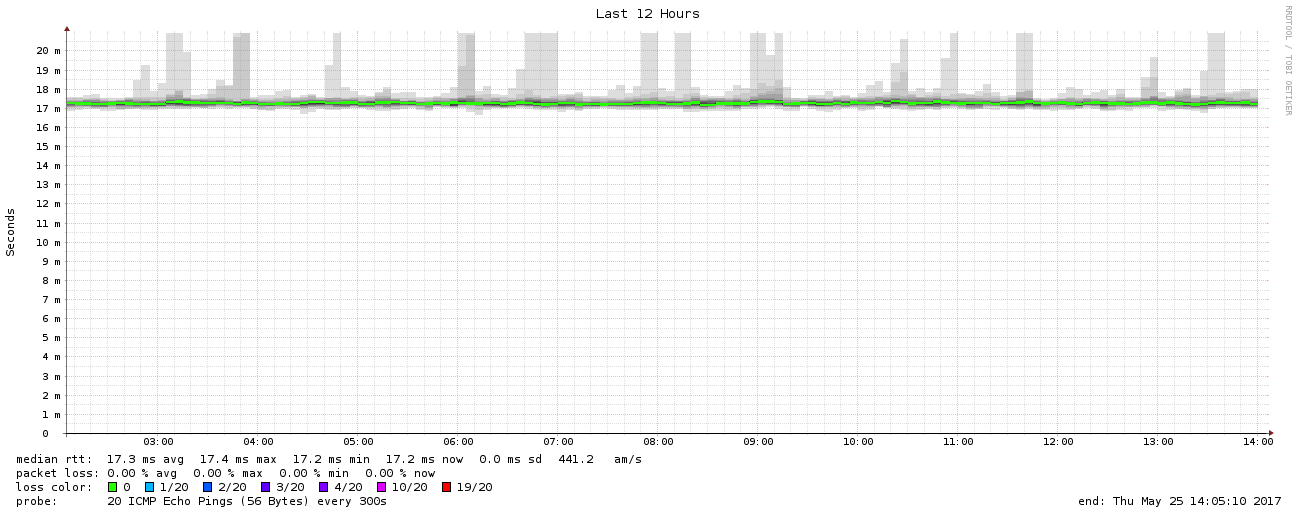 Last 12 Hours
RRDTOOL / TOBI OETIKER
Seconds
20 m
19 m
18 m
17 m
16 m
15 m
14 m
13 m
12 m
11 m
10 m
9 m
8 m
7 m
6 m
5 m
4 m
3 m
2 m
1 m
0
03:00 04:00 05:00 06:00 07:00 08:00 09:00 10:00 11:00 12:00 13:00 14:00
median rtt: 17.3 ms avg 17.4 ms max 17.2 ms min 17.2 ms now 0.0 ms sd 441.2 am/s
packet loss: 0.00 % avg 0.00 % max 0.00 % min 0.00 % now
loss color: 0 1/20 2/20 3/20 4/20 10/20 19/20
probe: 20 ICMP Echo Pings (56 Bytes) every 300s end: Thu May 25 14:05:10 2017